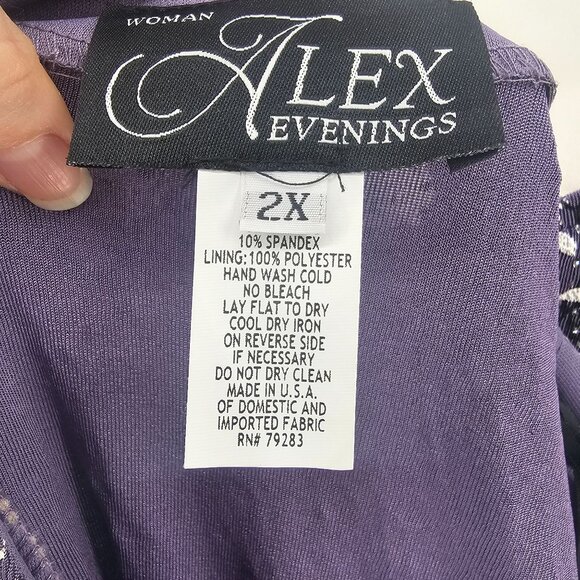 WOMAN
ALEX
EVENINGS
2X
10% SPANDEX
LINING:100% POLYESTER
HAND WASH COLD
NO BLEACH
LAY FLAT TO DRY
COOL DRY IRON
ON REVERSE SIDE
IF NECESSARY
DO NOT DRY CLEAN
MADE IN U.S.A.
OF DOMESTIC AND
IMPORTED FABRIC
RN# 79283